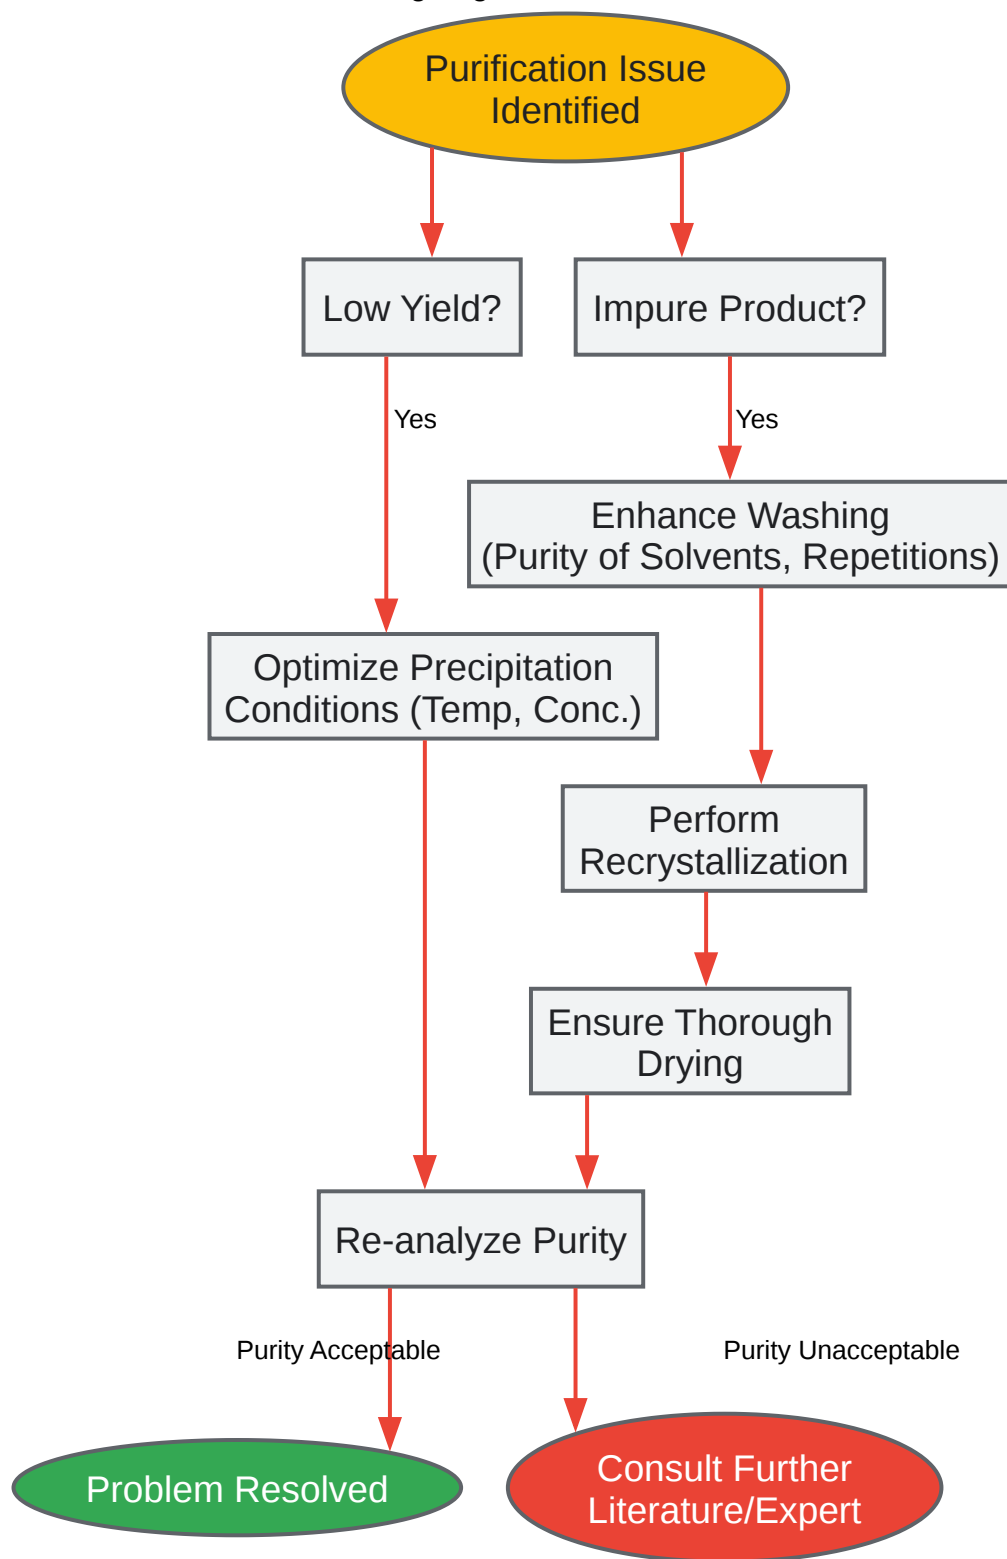 Purification Issue
Identified
Low Yield?
Impure Product?
Yes
Yes
Enhance Washing
(Purity of Solvents, Repetitions)
Optimize Precipitation
Conditions (Temp, Conc.)
Perform
Recrystallization
Ensure Thorough
Drying
Re-analyze Purity
Purity Acceptable
Purity Unacceptable
Problem Resolved
Consult Further
Literature/Expert